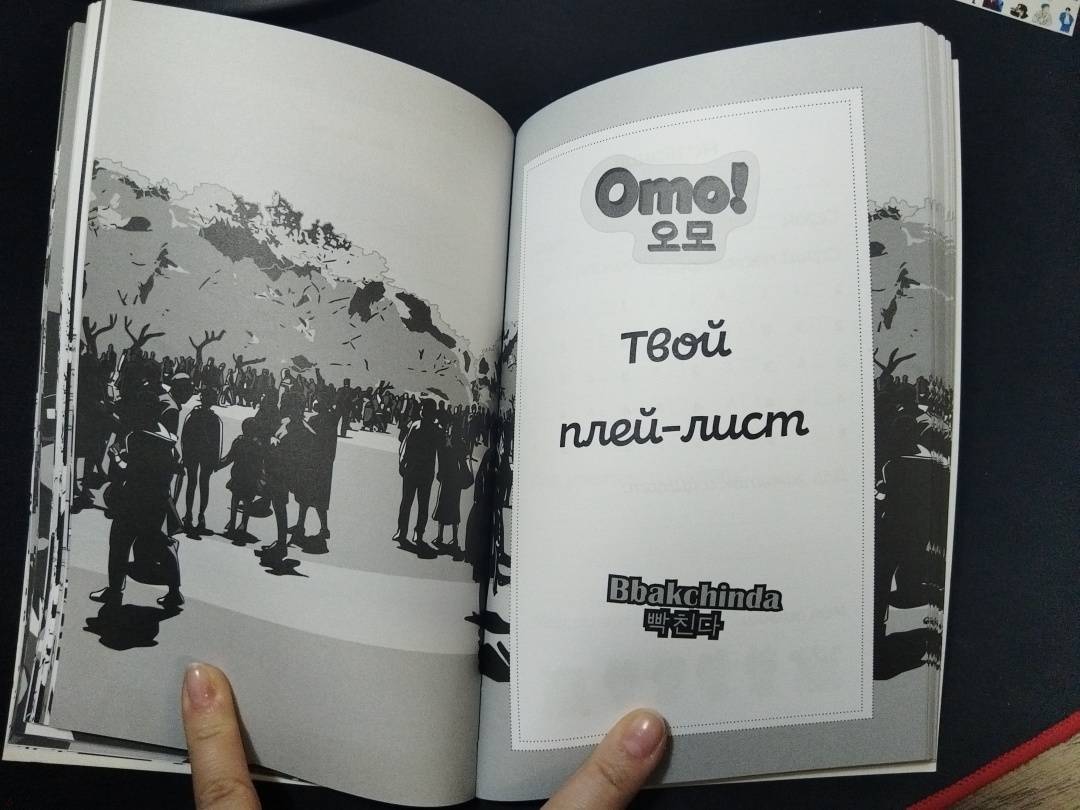 Omo!
오모
твой
плей-лист
Bbakchinda
빡친다